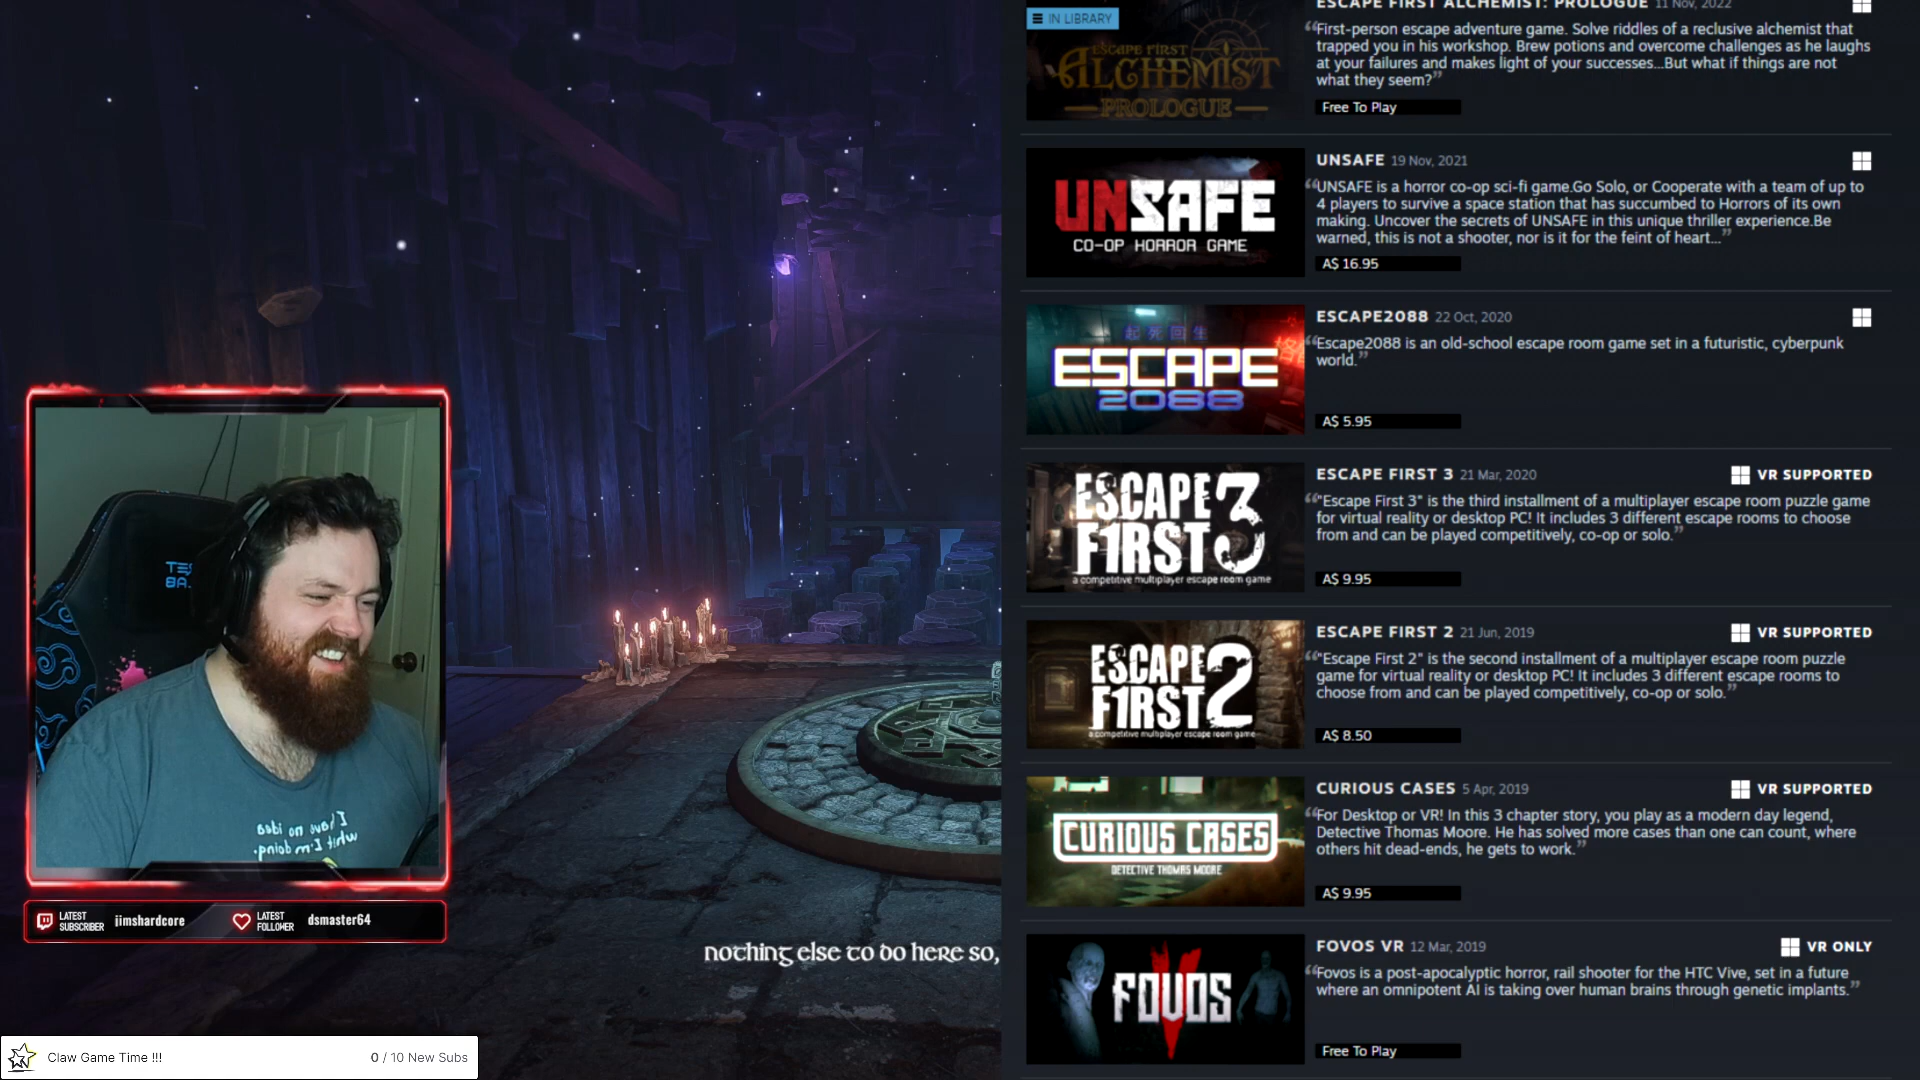 ESCAPE FIRST ALCHEMIST: PROLOGUE 11 Nov, 2022
IN LIBRARY
ESCAPE FIRST
ALCHEMIST
PROLOGUE
“First-person escape adventure game. Solve riddles of a reclusive alchemist that
trapped you in his workshop. Brew potions and overcome challenges as he laughs
at your failures and makes light of your successes...But what if things are not
what they seem?”
Free To Play
UNSAFE
CO-OP HORROR GAME
UNSAFE 19 Nov, 2021
“UNSAFE is a horror co-op sci-fi game.Go Solo, or Cooperate with a team of up to
4 players to survive a space station that has succumbed to Horrors of its own
making. Uncover the secrets of UNSAFE in this unique thriller experience.Be
warned, this is not a shooter, nor is it for the feint of heart...”
A$ 16.95
起死回生
ESCAPE
2088
ESCAPE2088 22 Oct, 2020
“Escape2088 is an old-school escape room game set in a futuristic, cyberpunk
world.”
A$ 5.95
ESCAPE
F1RST 3
a competitive multiplayer escape room game
ESCAPE FIRST 3 21 Mar, 2020 VR SUPPORTED
“"Escape First 3" is the third installment of a multiplayer escape room puzzle game
for virtual reality or desktop PC! It includes 3 different escape rooms to choose
from and can be played competitively, co-op or solo.”
A$ 9.95
ESCAPE
F1RST 2
a competitive multiplayer escape room game
ESCAPE FIRST 2 21 Jun, 2019 VR SUPPORTED
“"Escape First 2" is the second installment of a multiplayer escape room puzzle
game for virtual reality or desktop PC! It includes 3 different escape rooms to
choose from and can be played competitively, co-op or solo.”
A$ 8.50
CURIOUS CASES
DETECTIVE THOMAS MOORE
CURIOUS CASES 5 Apr, 2019 VR SUPPORTED
“For Desktop or VR! In this 3 chapter story, you play as a modern day legend,
Detective Thomas Moore. He has solved more cases than one can count, where
others hit dead-ends, he gets to work.”
A$ 9.95
FOVOS
FOVOS VR 12 Mar, 2019 VR ONLY
“Fovos is a post-apocalyptic horror, rail shooter for the HTC Vive, set in a future
where an omnipotent AI is taking over human brains through genetic implants.”
Free To Play
I have no idea
what I'm doing.
LATEST SUBSCRIBER jimshardcore LATEST FOLLOWER dsmaster64
nothing else to do here so,
Claw Game Time !!! 0 / 10 New Subs